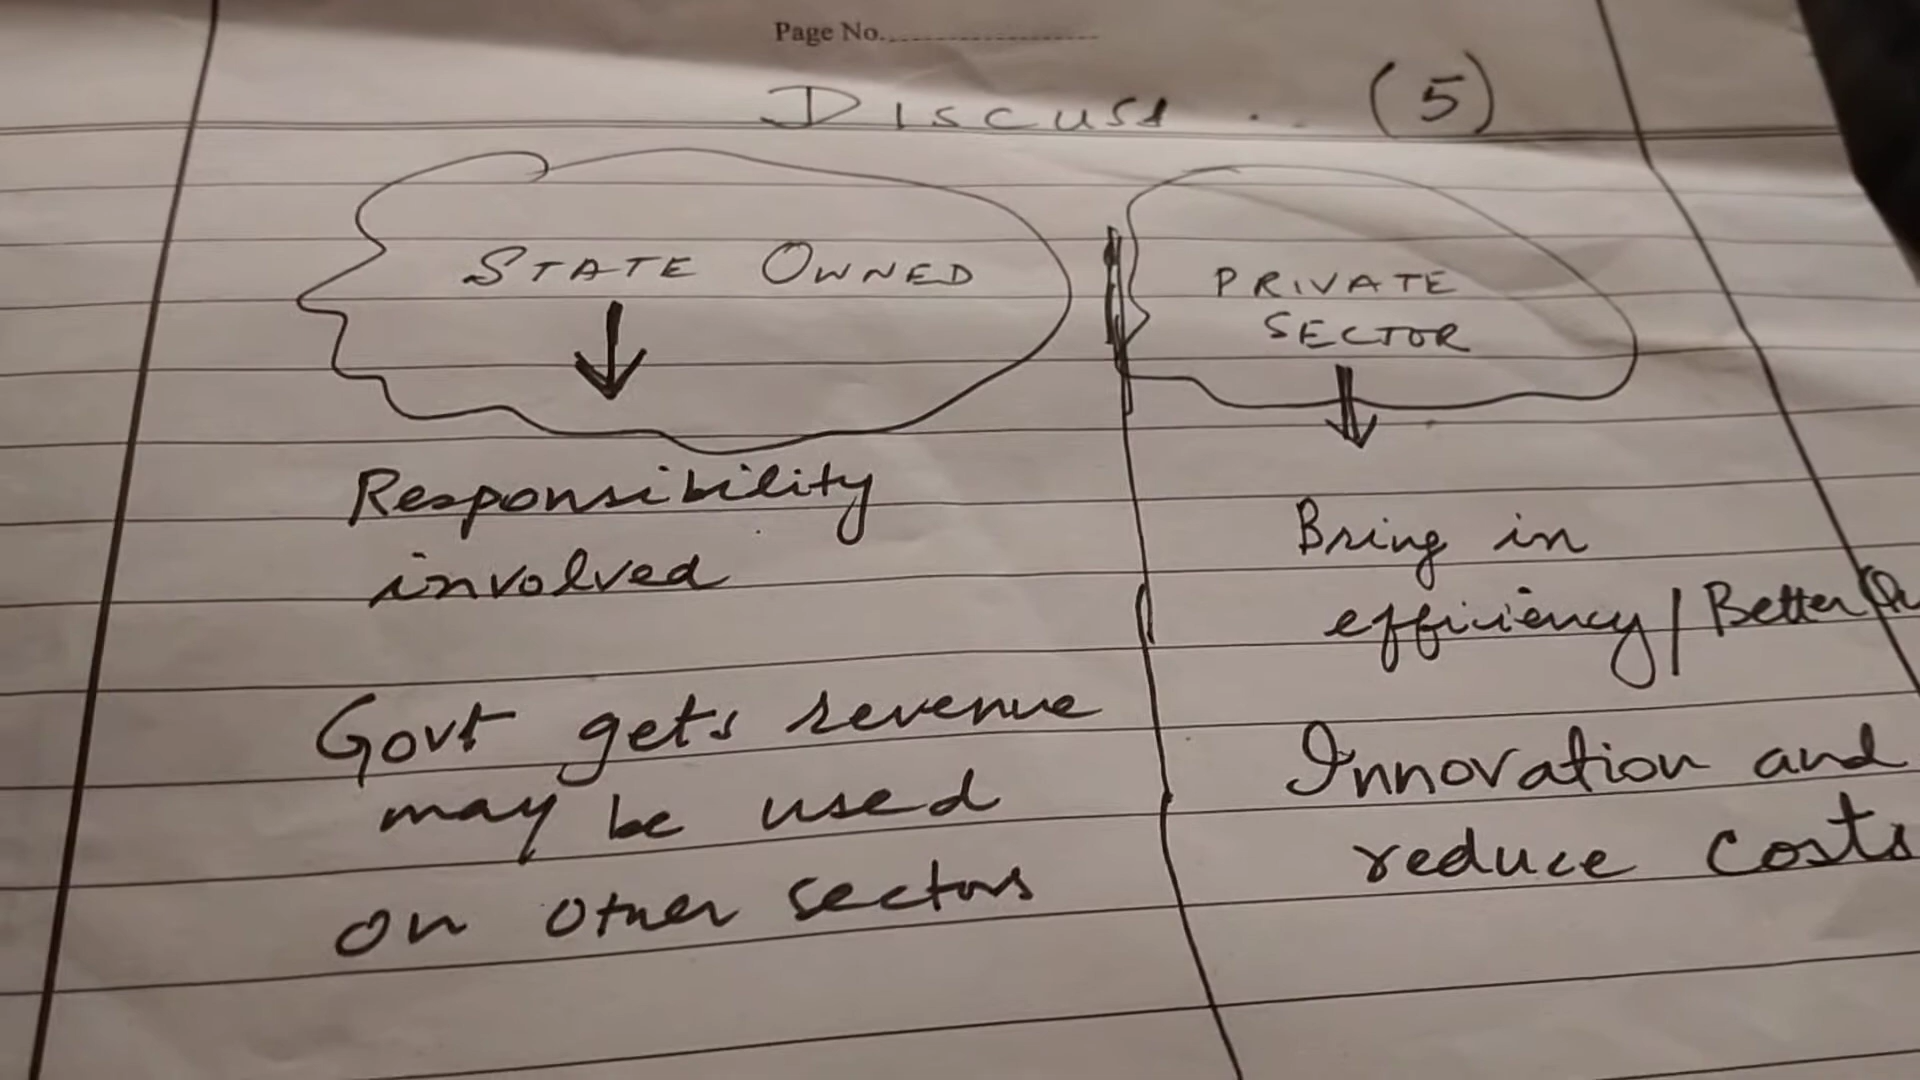 Page No.
Discuss ... (5)
STATE OWNED
Responsibility
involved
Govt gets revenue
may be used
on other sectors
PRIVATE
SECTOR
Bring in
efficiency / Better
Innovation and
reduce costs